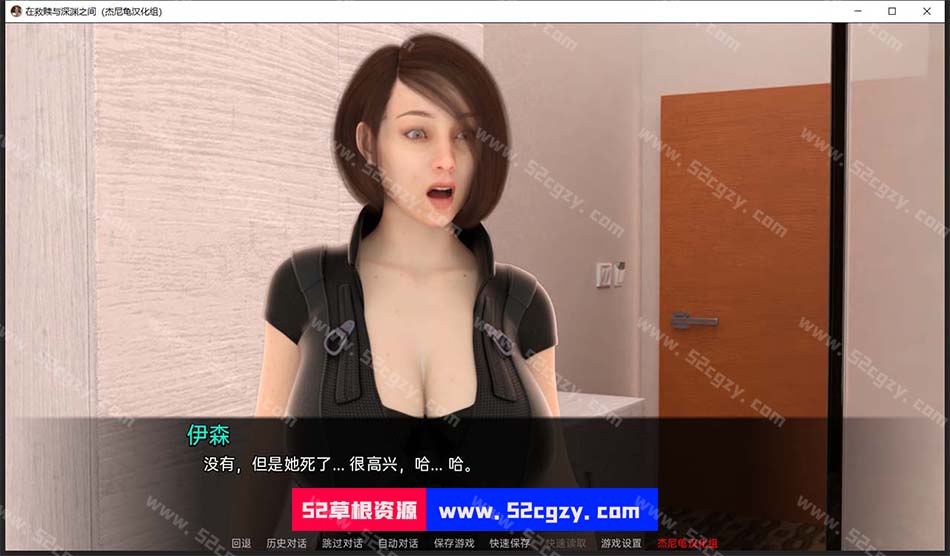 在救赎与深渊之间 (杰尼龟汉化组)
伊森
没有，但是她死了... 很高兴，哈... 哈。
52草根资源 www.52cgzy.com
回退 历史对话 跳过对话 自动对话 保存游戏 快速保存 快速读取 游戏设置 杰尼龟汉化组
www.52cgzy.com